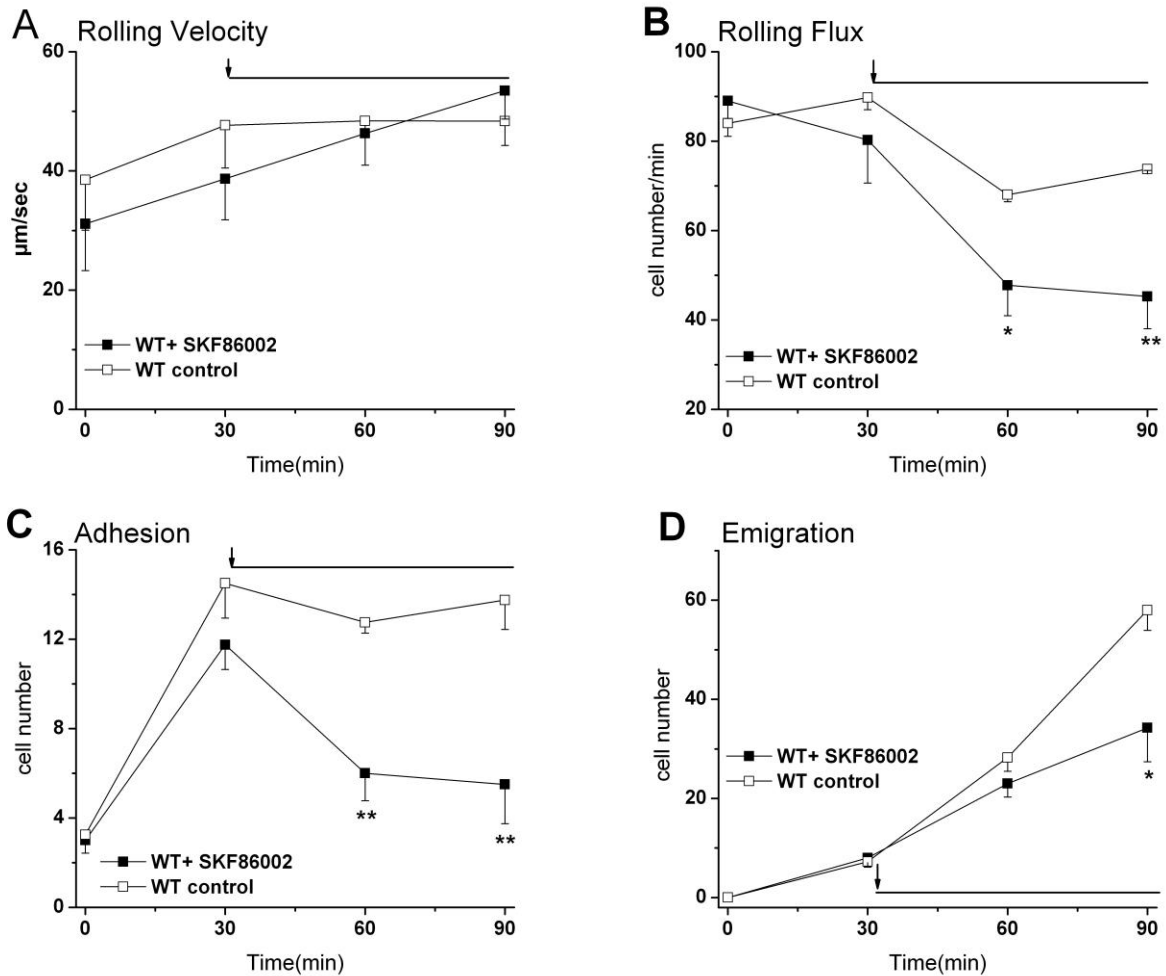 A Rolling Velocity
60
40
20
0
µm/sec
WT+ SKF86002
WT control
0 30 60 90
Time(min)
B Rolling Flux
100
80
60
40
20
cell number/min
*
**
WT+ SKF86002
WT control
0 30 60 90
Time(min)
C Adhesion
16
12
8
4
0
cell number
**
**
WT+ SKF86002
WT control
0 30 60 90
Time(min)
D Emigration
60
40
20
0
cell number
WT+ SKF86002
WT control
*
0 30 60 90
Time(min)